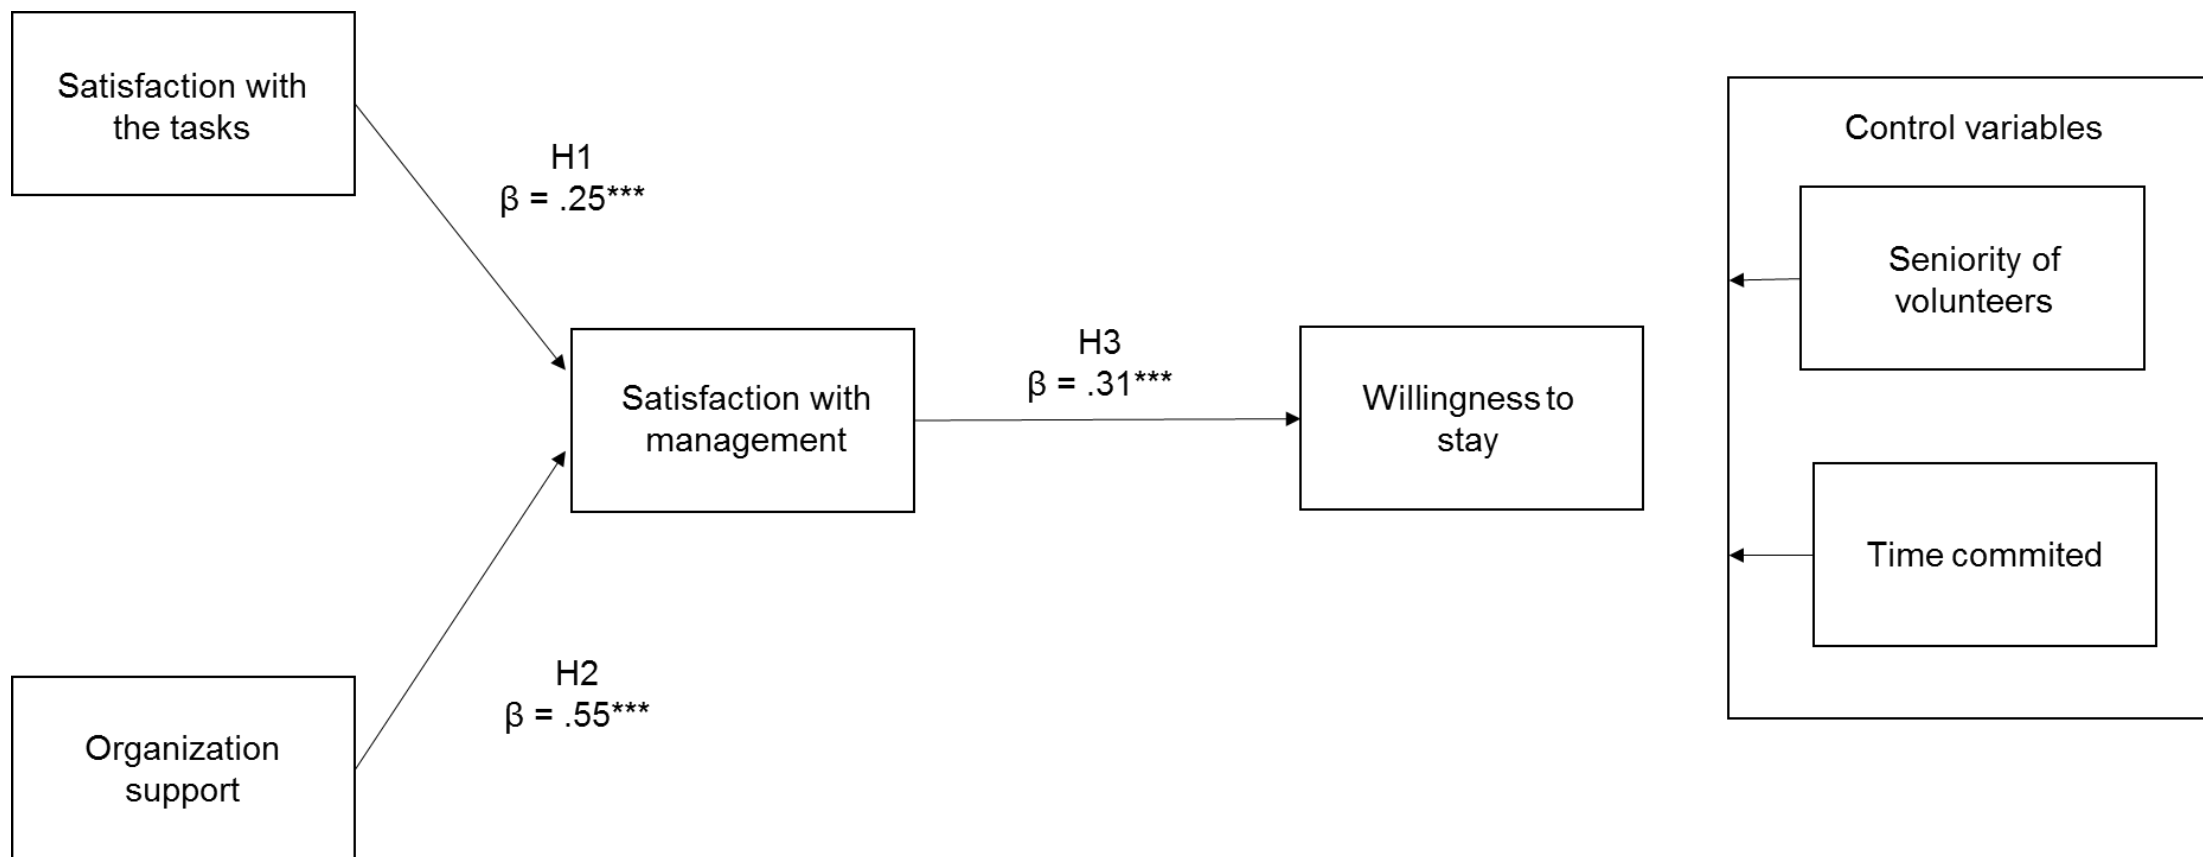 Satisfaction with
the tasks
H1
β = .25***
Satisfaction with
management
H3
β = .31***
Willingness to
stay
H2
β = .55***
Organization
support
Control variables
Seniority of
volunteers
Time commited